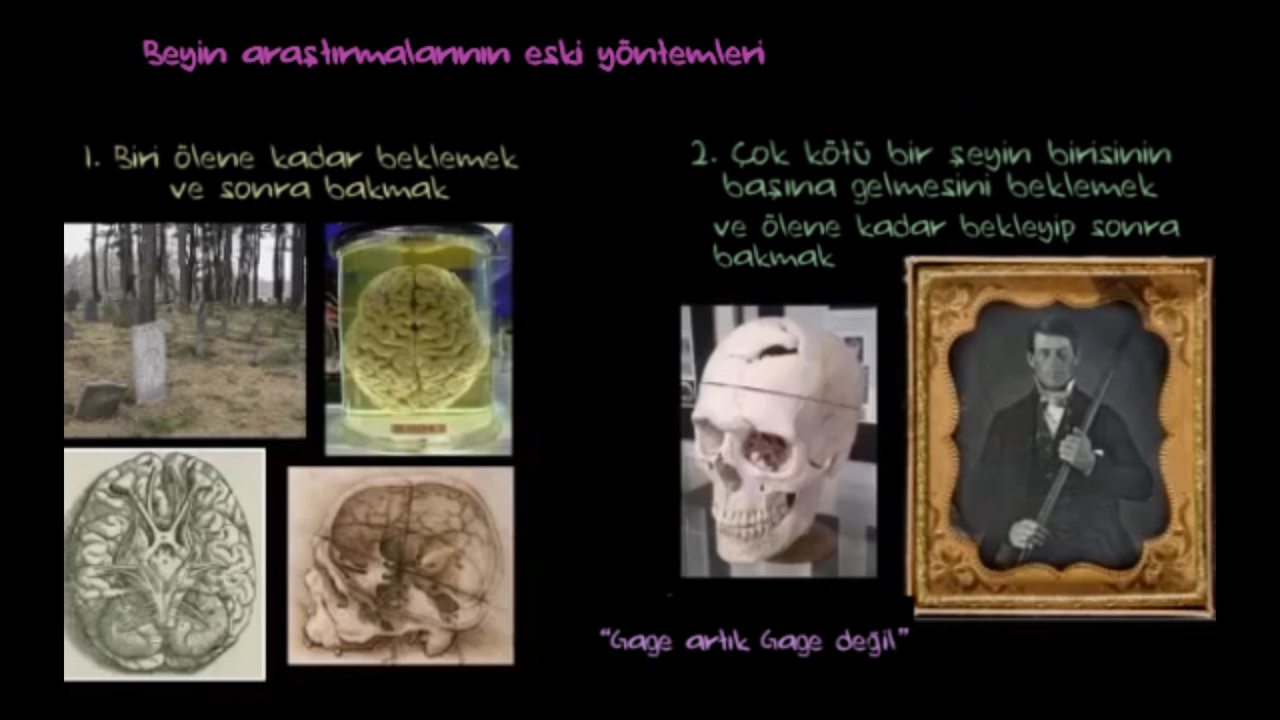 Beyin araştırmalarının eski yöntemleri
1. Biri ölene kadar beklemek
ve sonra bakmak
2. Çok kötü bir şeyin birisinin
başına gelmesini beklemek
ve ölene kadar bekleyip sonra
bakmak
"Gage artık Gage değil"